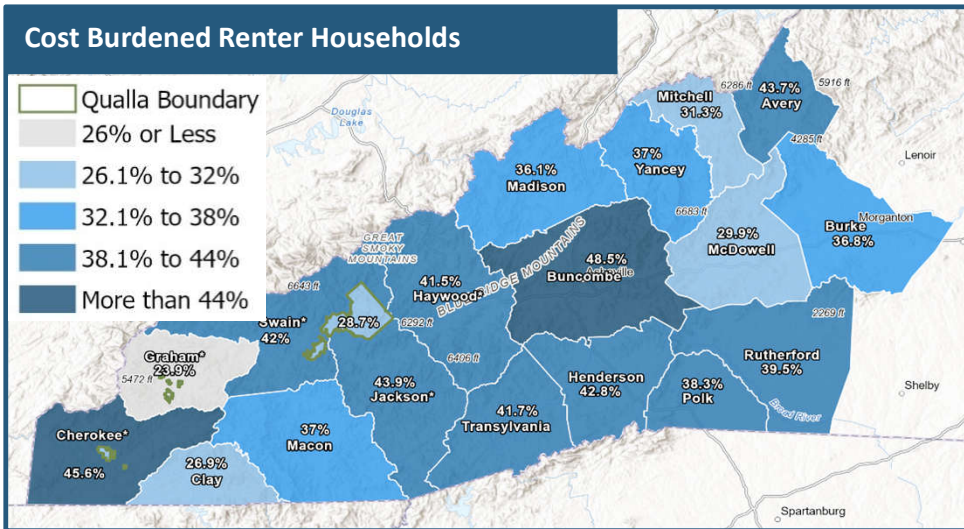 Cost Burdened Renter Households
Qualla Boundary
26% or Less
26.1% to 32%
32.1% to 38%
38.1% to 44%
More than 44%
Douglas
Lake
6286 ft
5916 ft
43.7%
Avery
Mitchell
31.3%
4285 ft
Lenoir
36.1%
Madison
37%
Yancey
6683 ft
29.9%
McDowell
Morganton
Burke
36.8%
GREAT
SMOKY
MOUNTAINS
BLUE RIDGE MOUNTAINS
48.5%
Buncombe
41.5%
Haywood*
6643 ft
Swain*
42%
28.7%
6292 ft
2269 ft
Rutherford
39.5%
Graham*
23.9%
5472 ft
6406 ft
43.9%
Jackson*
Henderson
42.8%
38.3%
Polk
Shelby
41.7%
Transylvania
Broad River
Cherokee*
45.6%
37%
Macon
26.9%
Clay
Spartanburg